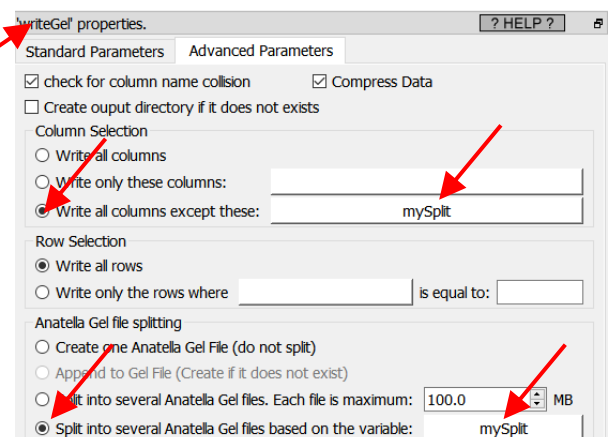 'writeGel' properties. ? HELP ?
Standard Parameters Advanced Parameters
check for column name collision Compress Data
Create ouput directory if it does not exists
Column Selection
Write all columns
Write only these columns:
Write all columns except these: mySplit
Row Selection
Write all rows
Write only the rows where is equal to:
Anatella Gel file splitting
Create one Anatella Gel File (do not split)
Append to Gel File (Create if it does not exist)
Split into several Anatella Gel files. Each file is maximum: 100.0 MB
Split into several Anatella Gel files based on the variable: mySplit